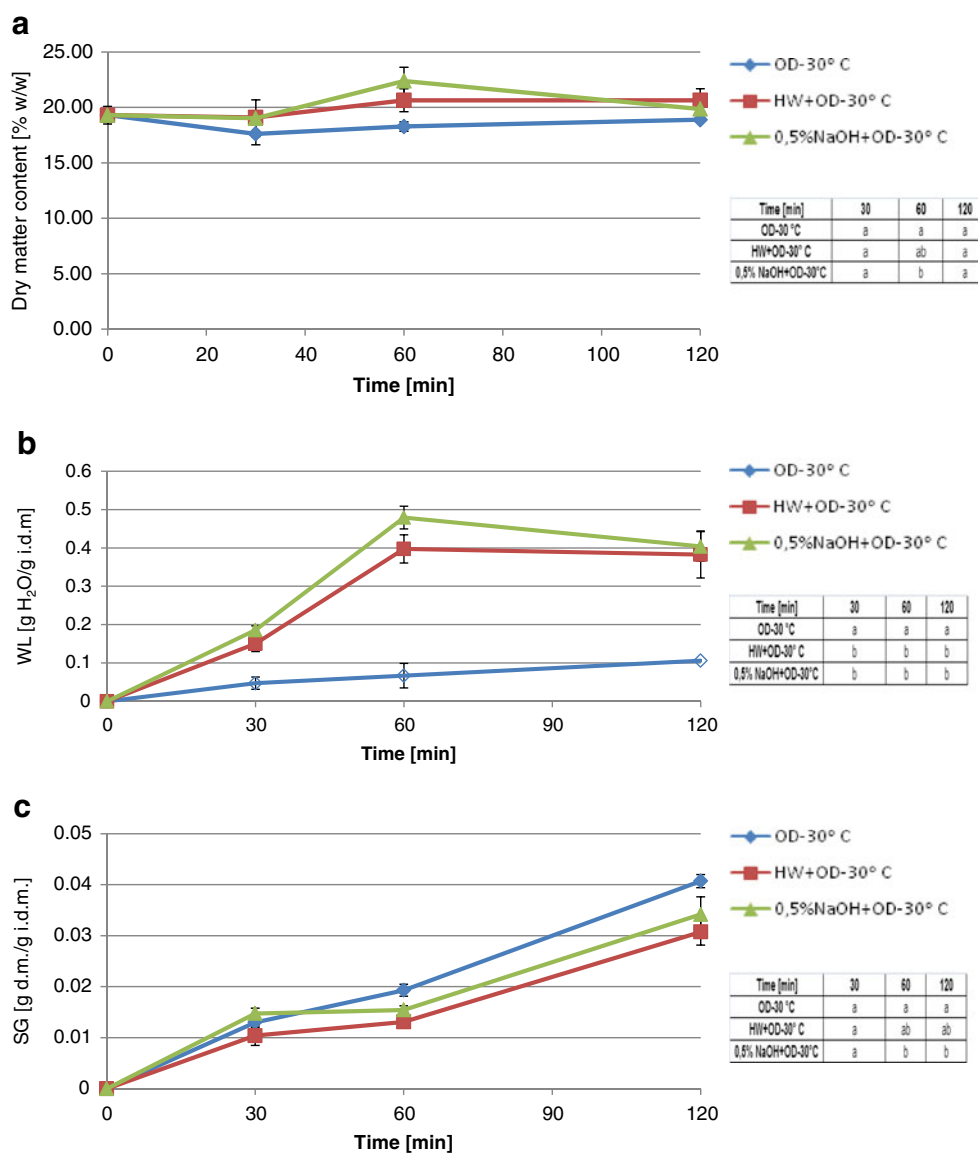 a
25.00
20.00
15.00
10.00
5.00
0.00
Dry matter content [% w/w]
0 20 40 60 80 100 120
Time [min]
OD-30° C
HW+OD-30° C
0,5%NaOH+OD-30° C
Time [min] 30 60 120
OD-30 °C a a a
HW+OD-30° C a ab a
0,5% NaOH+OD-30°C a b a
b
0.6
0.5
0.4
0.3
0.2
0.1
0
WL [g H₂O/g i.d.m]
0 30 60 90 120
Time [min]
OD-30° C
HW+OD-30° C
0,5%NaOH+OD-30° C
Time [min] 30 60 120
OD-30 °C a a a
HW+OD-30° C b b b
0,5% NaOH+OD-30°C b b b
c
0.05
0.04
0.03
0.02
0.01
0
SG [g d.m./g i.d.m.]
0 30 60 90 120
Time [min]
OD-30° C
HW+OD-30° C
0,5%NaOH+OD-30° C
Time [min] 30 60 120
OD-30 °C a a a
HW+OD-30° C a ab ab
0,5% NaOH+OD-30°C a b b